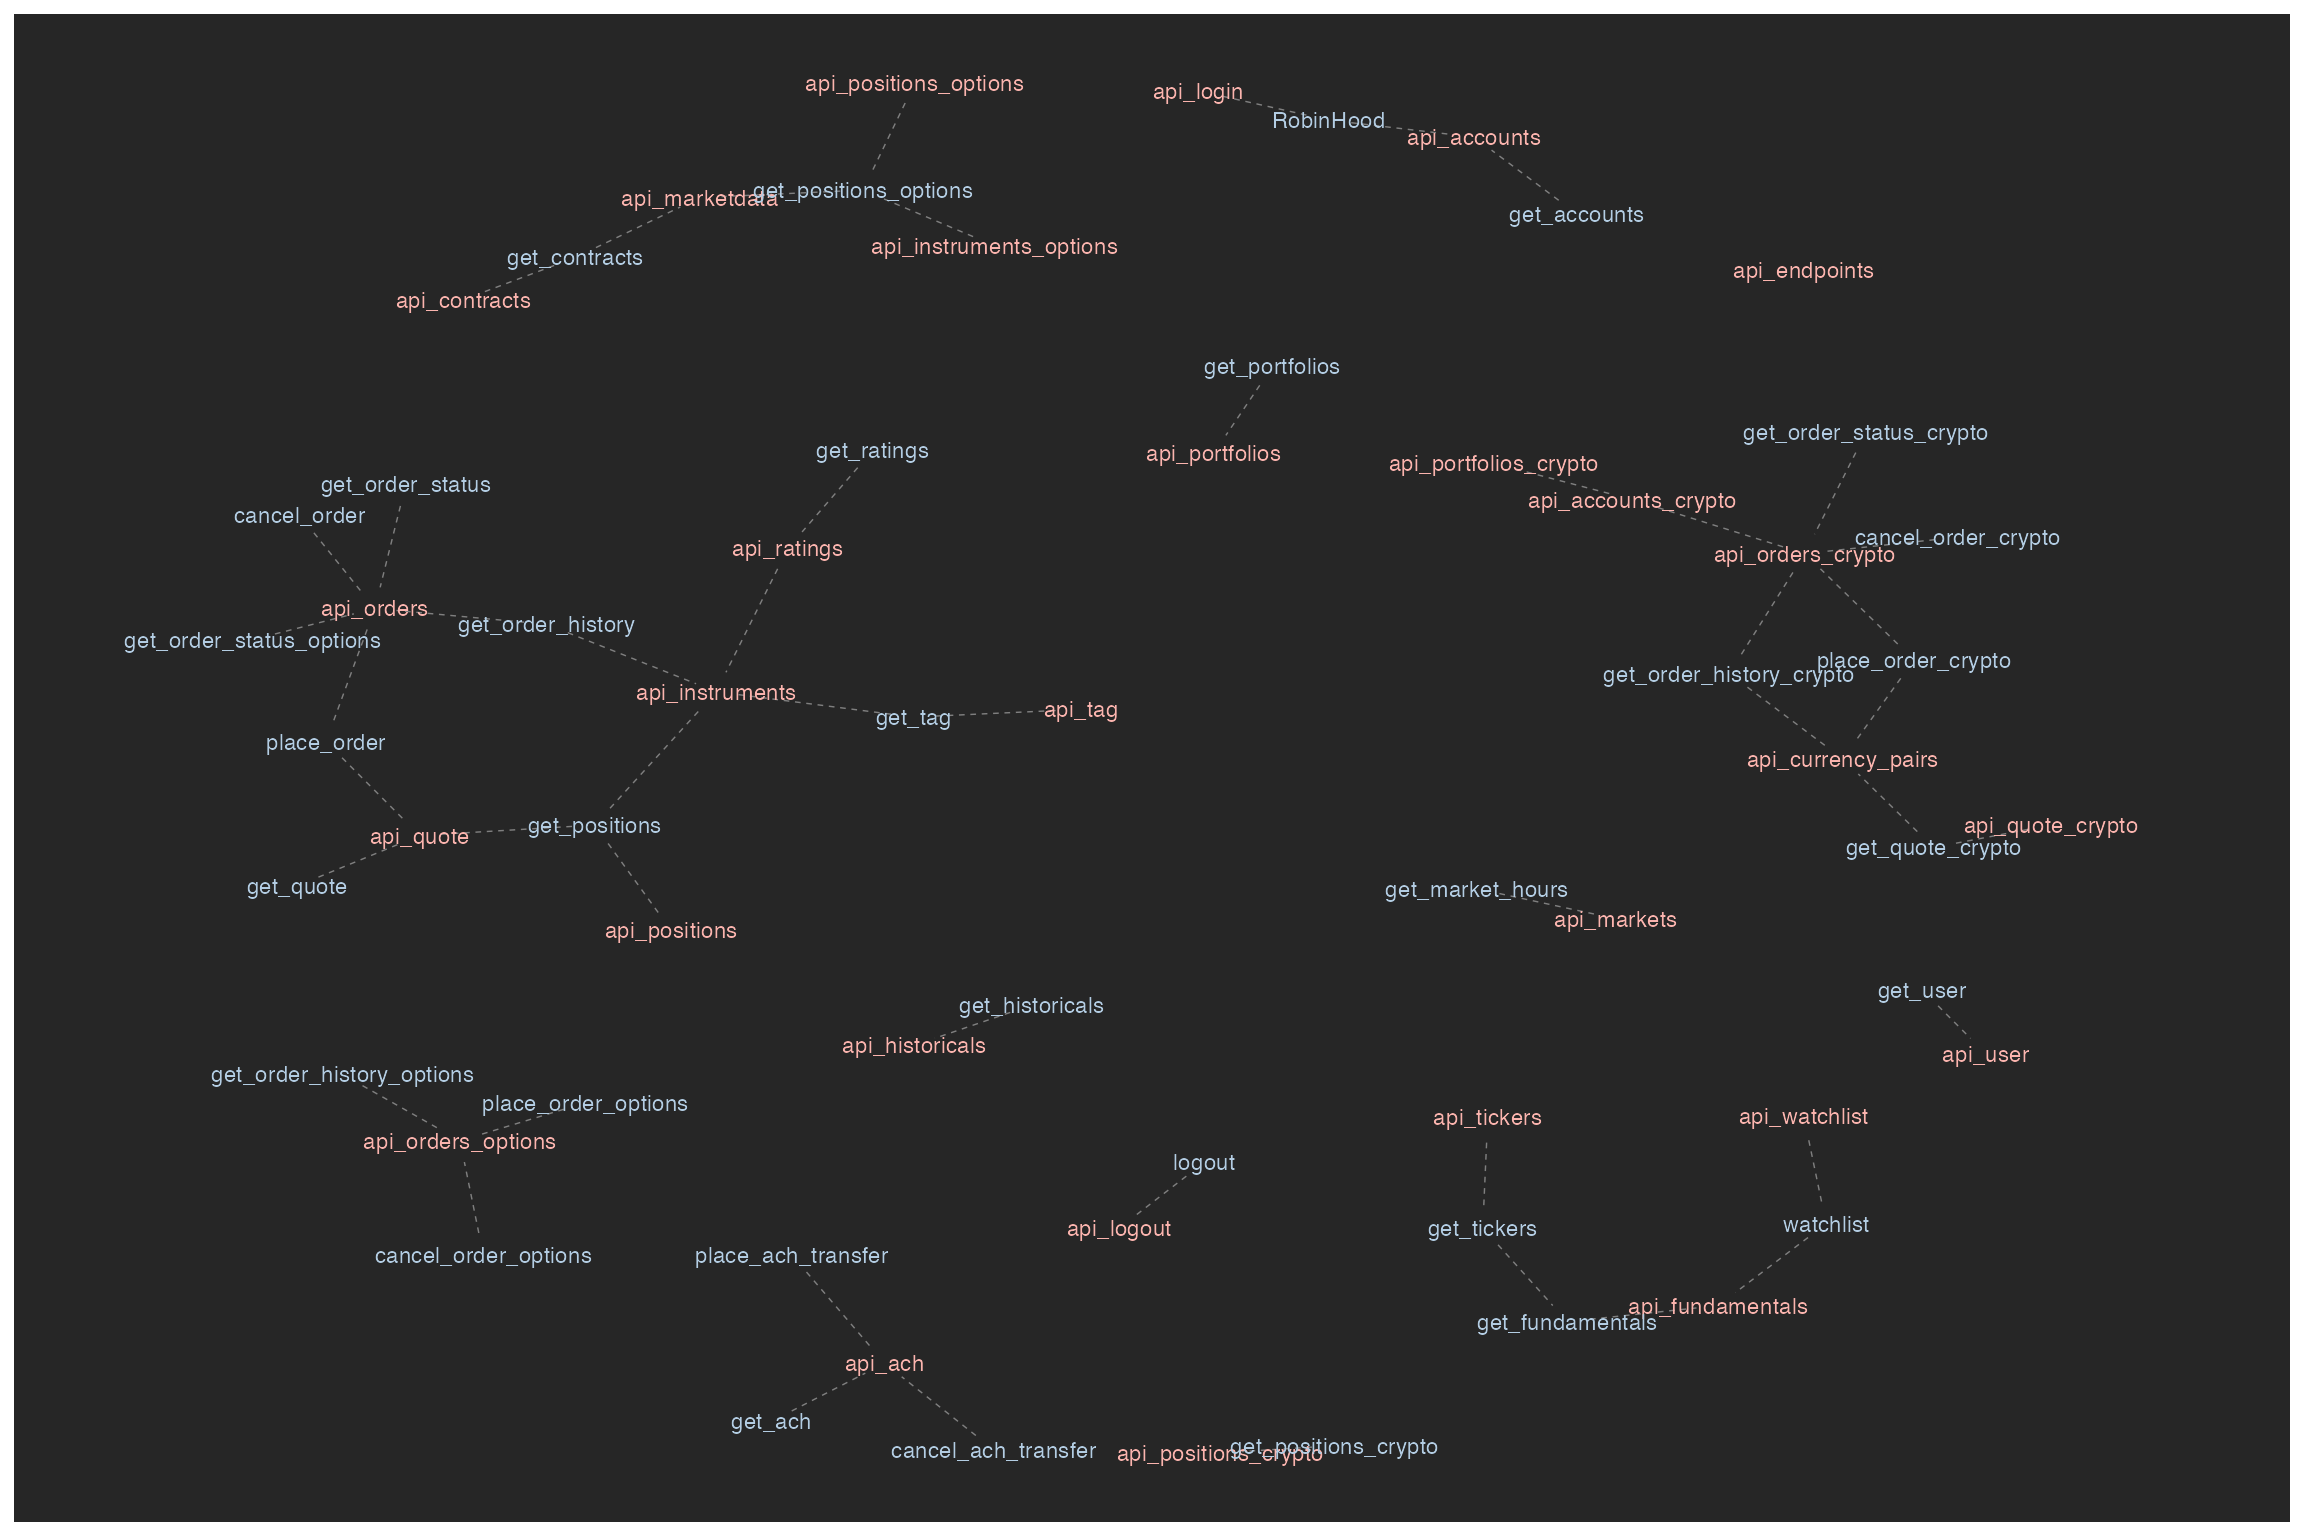 api_positions_options
api_login
RobinHood
api_accounts
get_positions_options
api_marketdata
get_accounts
api_instruments_options
get_contracts
api_endpoints
api_contracts
get_portfolios
get_order_status_crypto
get_ratings
api_portfolios
api_portfolios_crypto
get_order_status
api_accounts_crypto
cancel_order
cancel_order_crypto
api_ratings
api_orders_crypto
api_orders
get_order_history
get_order_status_options
place_order_crypto
get_order_history_crypto
api_instruments
api_tag
get_tag
place_order
api_currency_pairs
get_positions
api_quote_crypto
api_quote
get_quote_crypto
get_quote
get_market_hours
api_markets
api_positions
get_user
get_historicals
api_historicals
api_user
get_order_history_options
place_order_options
api_tickers
api_watchlist
api_orders_options
logout
watchlist
api_logout
get_tickers
cancel_order_options
place_ach_transfer
api_fundamentals
get_fundamentals
api_ach
get_ach
get_positions_crypto
cancel_ach_transfer
api_positions_crypto